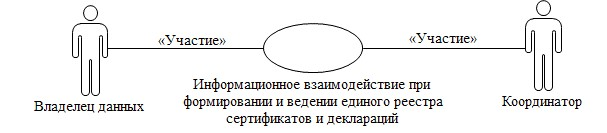 «Участие»
«Участие»
Владелец данных
Информационное взаимодействие при
формировании и ведении единого реестра
сертификатов и деклараций
Координатор